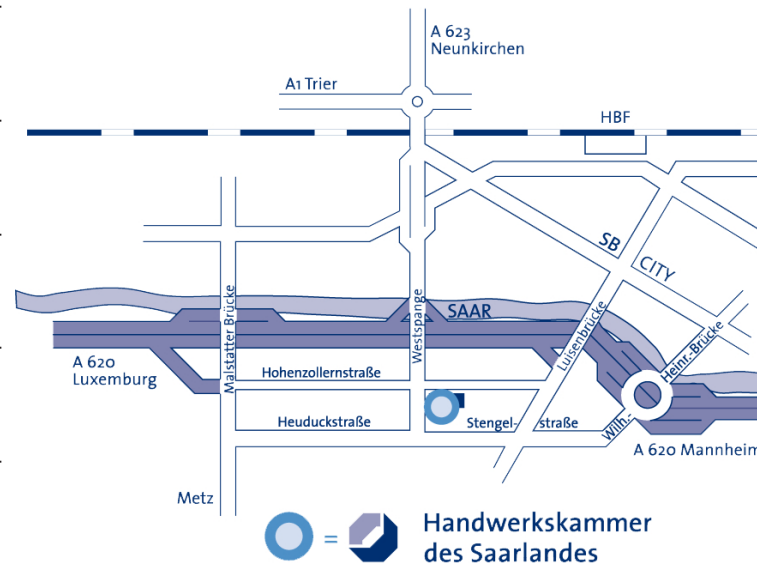 A 623
Neunkirchen
A1 Trier
HBF
SB
CITY
SAAR
Malstatter Brücke
Westspange
Luisenbrücke
Heinr.-Brücke
A 620
Luxemburg
Hohenzollernstraße
Heuduckstraße
Stengel-
straße
Wilh.-
A 620 Mannheim
Metz
=
Handwerkskammer
des Saarlandes